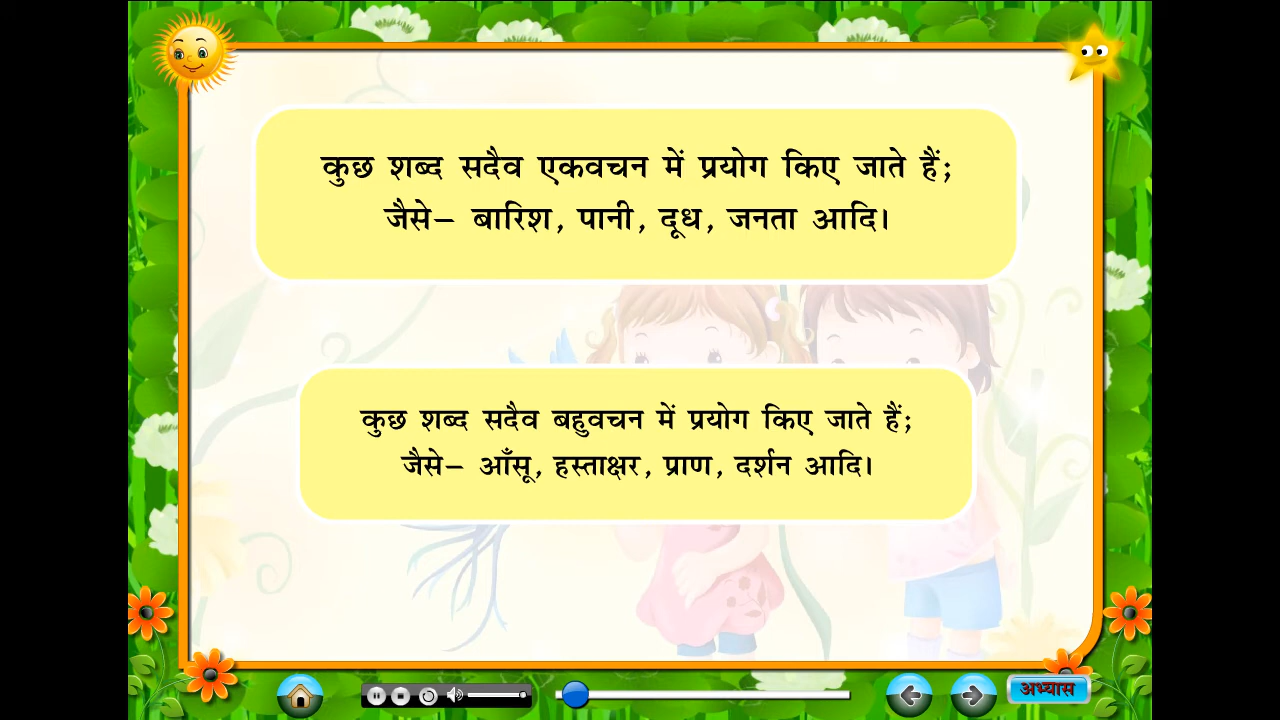 कुछ शब्द सदैव एकवचन में प्रयोग किए जाते हैं;
जैसे– बारिश, पानी, दूध, जनता आदि।
कुछ शब्द सदैव बहुवचन में प्रयोग किए जाते हैं;
जैसे– आँसू, हस्ताक्षर, प्राण, दर्शन आदि।
अभ्यास